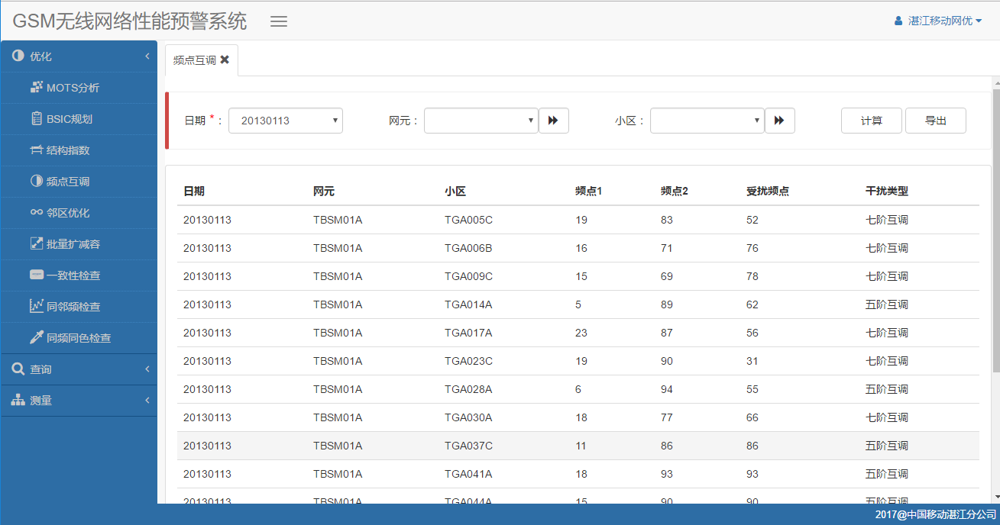 GSM无线网络性能预警系统
湛江移动网优
优化
MOTS分析
BSIC规划
结构指数
频点互调
邻区优化
批量扩减容
一致性检查
同邻频检查
同频同色检查
查询
测量
频点互调
日期 * : 20130113 网元 : 小区 : 计算 导出
日期 网元 小区 频点1 频点2 受扰频点 干扰类型
20130113 TBSM01A TGA005C 19 83 52 七阶互调
20130113 TBSM01A TGA006B 16 71 76 七阶互调
20130113 TBSM01A TGA009C 15 69 78 七阶互调
20130113 TBSM01A TGA014A 5 89 62 五阶互调
20130113 TBSM01A TGA017A 23 87 56 七阶互调
20130113 TBSM01A TGA023C 19 90 31 七阶互调
20130113 TBSM01A TGA028A 6 94 55 五阶互调
20130113 TBSM01A TGA030A 18 77 66 七阶互调
20130113 TBSM01A TGA037C 11 86 86 五阶互调
20130113 TBSM01A TGA041A 18 93 93 五阶互调
20130113 TBSM01A TGA044A 15 90 90 五阶互调
2017@中国移动湛江分公司